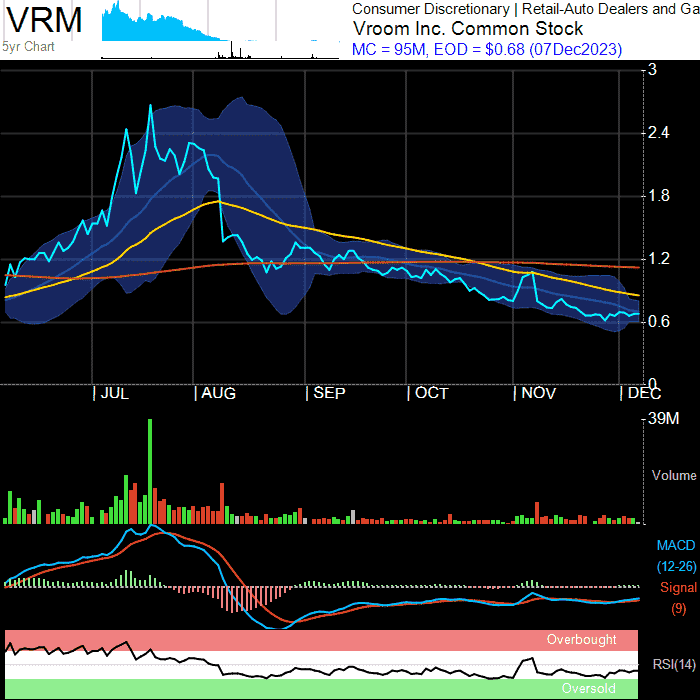 VRM
5yr Chart
Consumer Discretionary | Retail-Auto Dealers and Ga
Vroom Inc. Common Stock
MC = 95M, EOD = $0.68 (07Dec2023)
3
2.4
1.8
1.2
0.6
0
| JUL | AUG | SEP | OCT | NOV | DEC
39M
Volume
MACD
(12-26)
Signal
(9)
Overbought
RSI(14)
Oversold